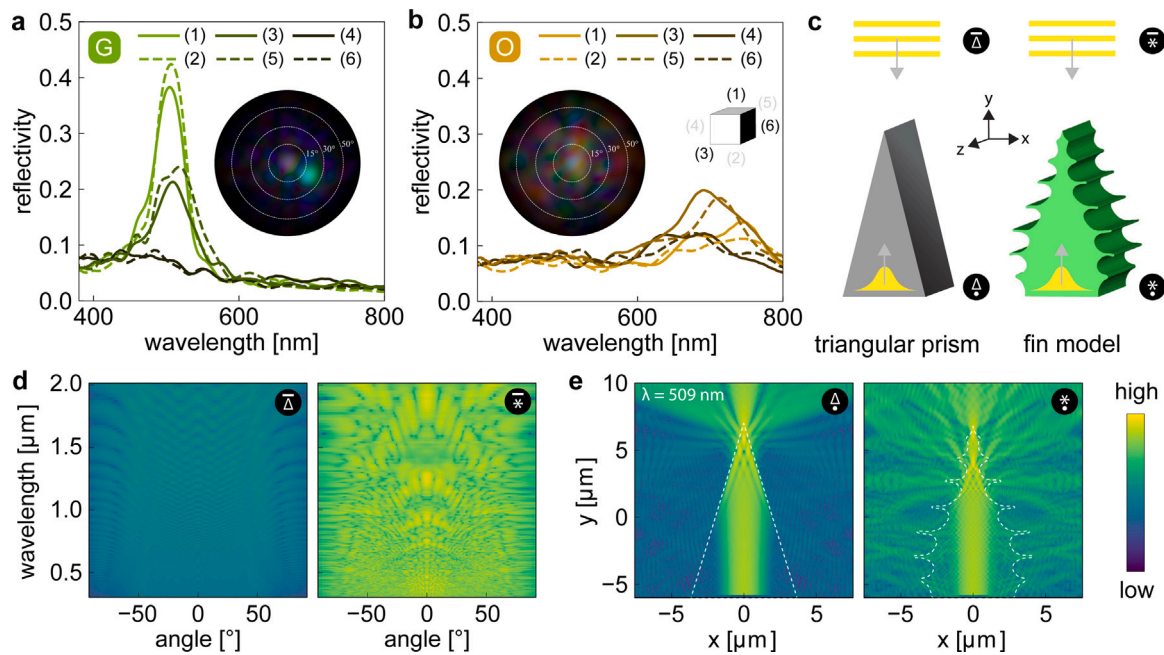 a
G
(1) (3) (4)
(2) (5) (6)
reflectivity
0.5
0.4
0.3
0.2
0.1
0.0
15° 30° 50°
400 600 800
wavelength [nm]
b
O
(1) (3) (4)
(2) (5) (6)
reflectivity
0.5
0.4
0.3
0.2
0.1
0.0
15° 30° 50°
(1)
(5)
(4)
(6)
(3)
(2)
400 600 800
wavelength [nm]
c
Δ
*
y
x
z
Δ
*
triangular prism
fin model
d
wavelength [µm]
2.0
1.5
1.0
0.5
Δ
*
−50 0 50
−50 0 50
angle [°]
angle [°]
e
λ = 509 nm
y [µm]
10
5
0
−5
Δ
*
−5 0 5
−5 0 5
x [µm]
x [µm]
high
low